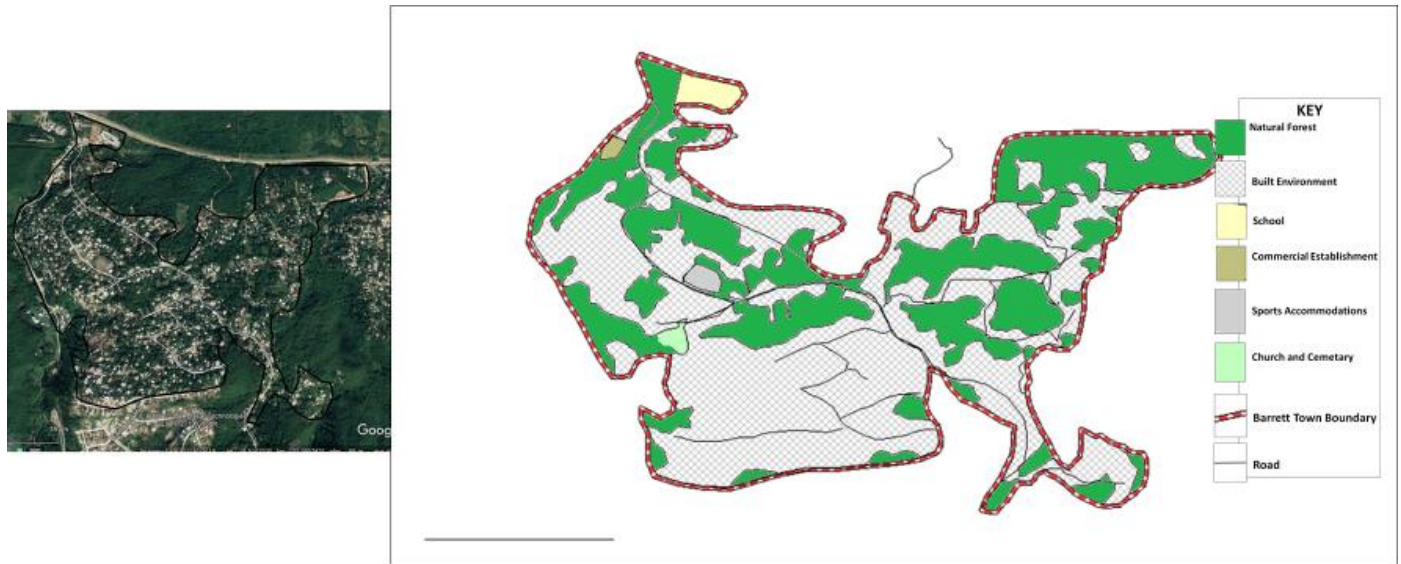 Goog
KEY
Natural Forest
Built Environment
School
Commercial Establishment
Sports Accommodations
Church and Cemetary
Barrett Town Boundary
Road